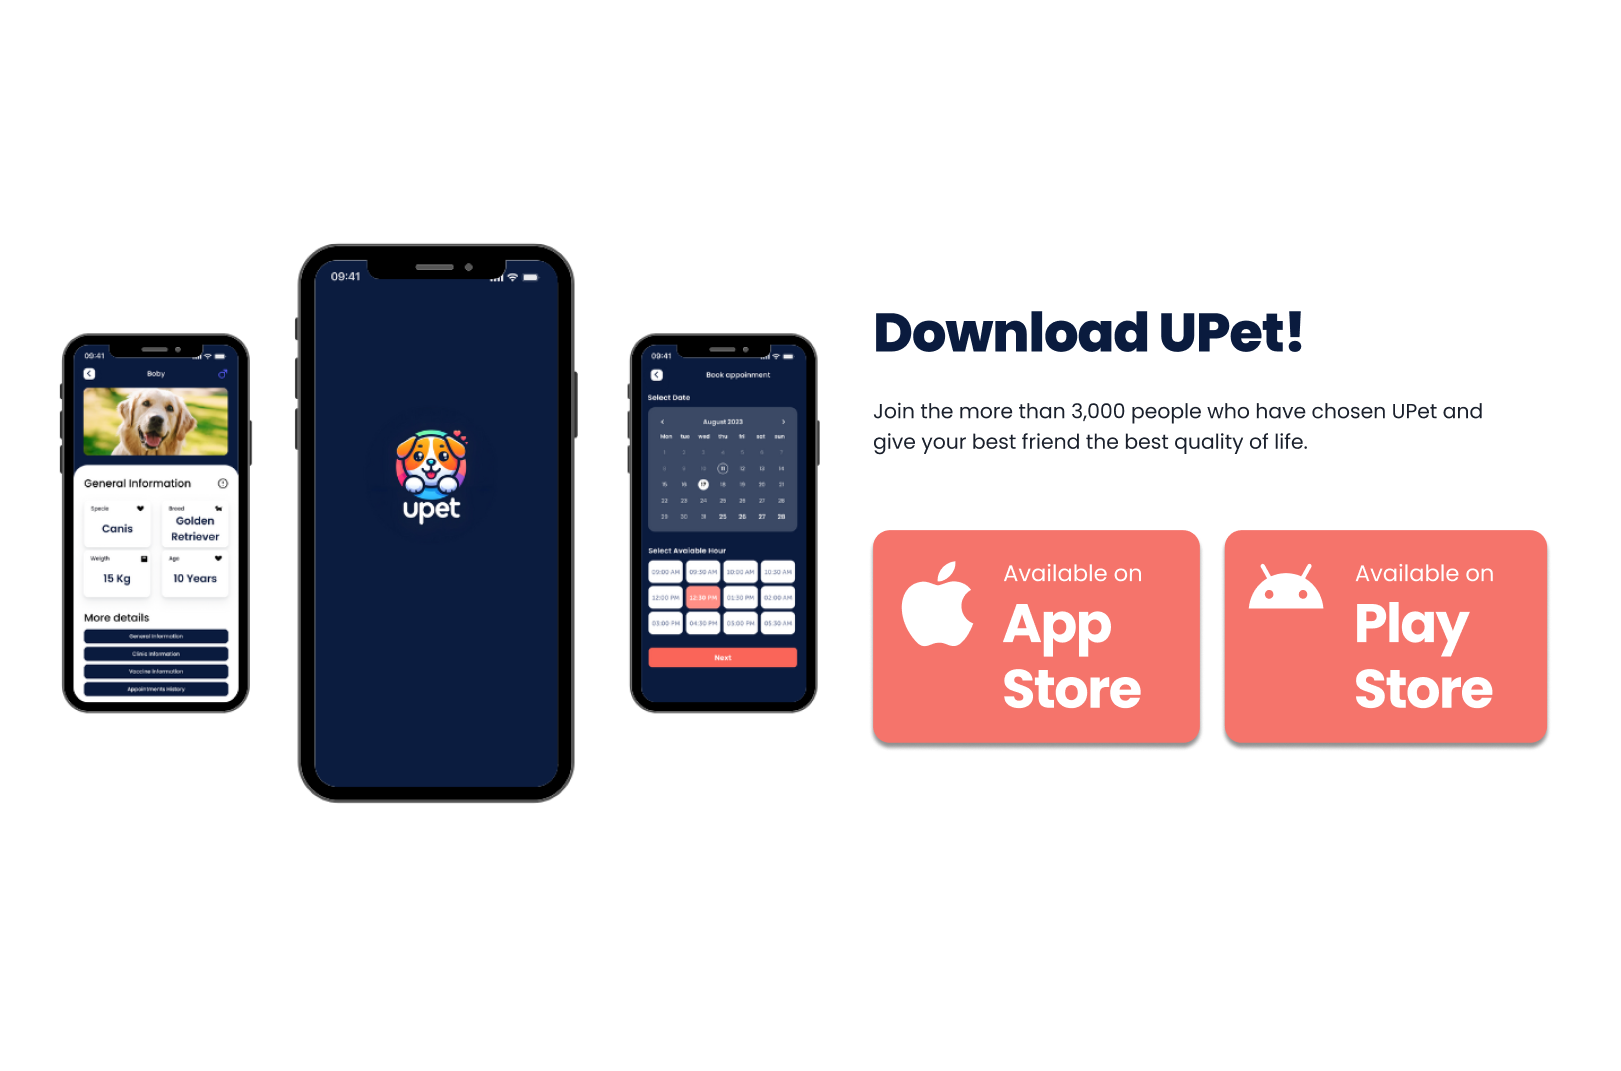 09:41
Boby
General Information
Specie
Canis
Breed
Golden
Retriever
Weigth
15 Kg
Age
10 Years
More details
General Information
Clinic Information
Vaccine Information
Appointments History
09:41
upet
09:41
Book appoinment
Select Date
August 2023
Mon tue wed thu fri sat sun
1 2 3 4 5 6 7
8 9 10 11 12 13 14
15 16 17 18 19 20 21
22 23 24 25 26 27 28
29 30 31 25 26 27 28
Select Avaiable Hour
09:00 AM 09:30 AM 10:00 AM 10:30 AM
12:00 PM 12:30 PM 01:30 PM 02:00 AM
03:00 PM 04:30 PM 05:00 PM 05:30 AM
Next
Download UPet!
Join the more than 3,000 people who have chosen UPet and
give your best friend the best quality of life.
Available on
App
Store
Available on
Play
Store